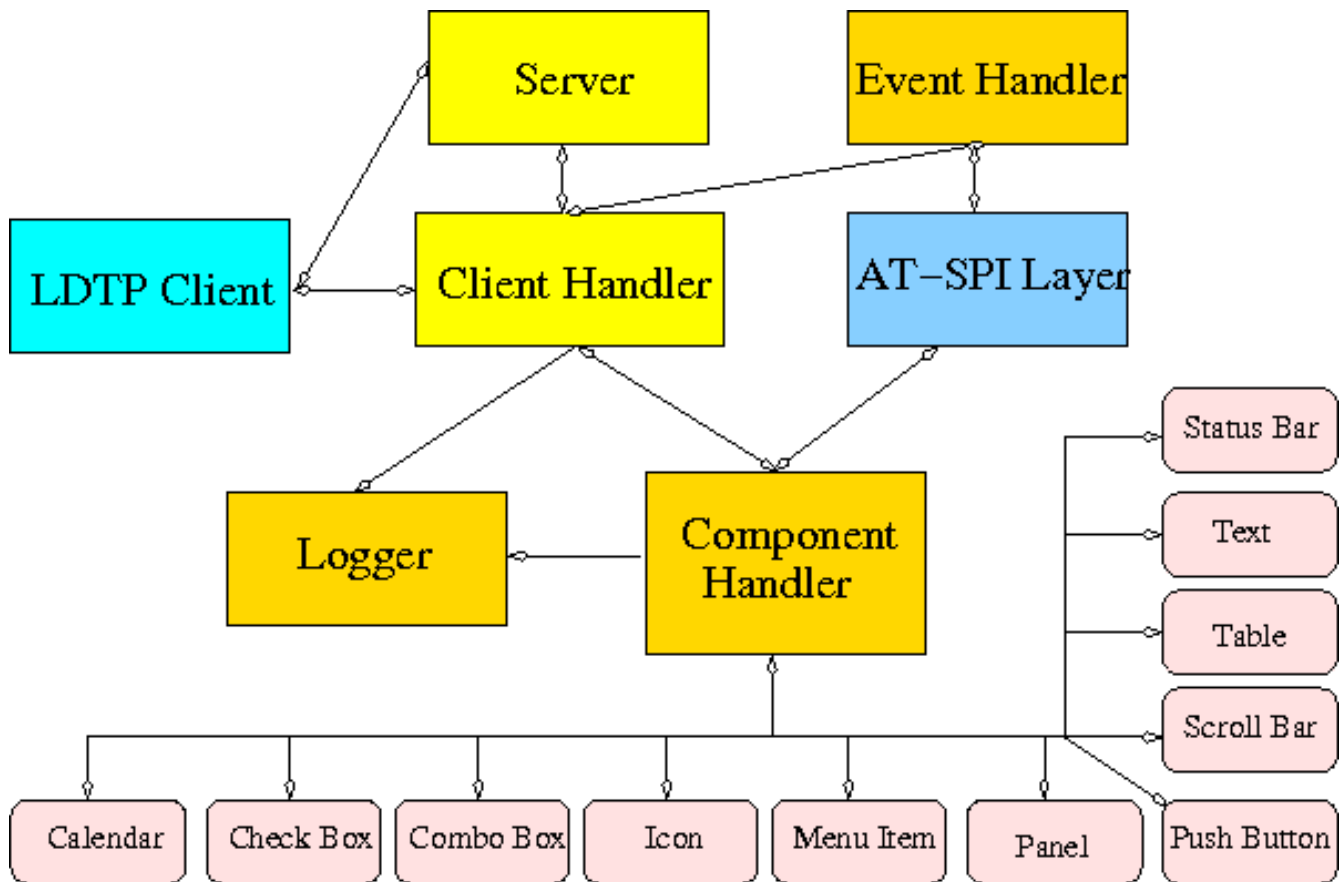 Server
Event Handler
LDTP Client
Client Handler
AT-SPI Layer
Status Bar
Logger
Component
Handler
Text
Table
Scroll Bar
Calendar
Check Box
Combo Box
Icon
Menu Item
Panel
Push Button